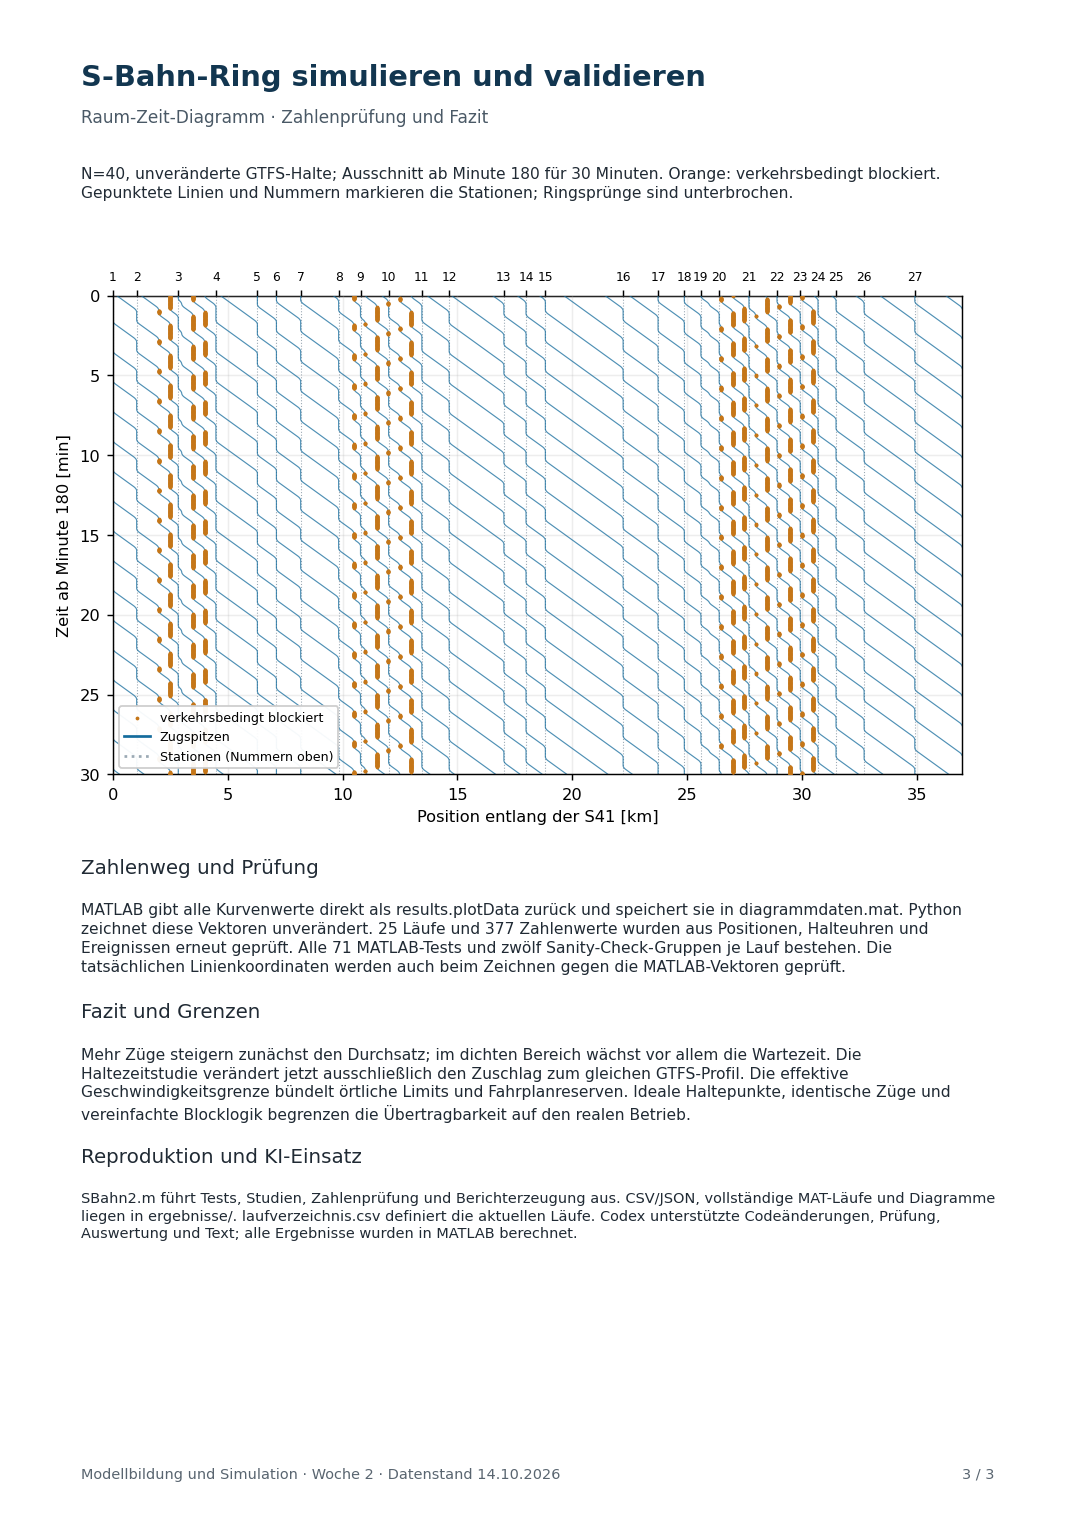 S-Bahn-Ring simulieren und validieren
Raum-Zeit-Diagramm · Zahlenprüfung und Fazit
N=40, unveränderte GTFS-Halte; Ausschnitt ab Minute 180 für 30 Minuten. Orange: verkehrsbedingt blockiert.
Gepunktete Linien und Nummern markieren die Stationen; Ringsprünge sind unterbrochen.
1 2 3 4 5 6 7 8 9 10 11 12 13 14 15 16 17 18 19 20 21 22 23 24 25 26 27
0
5
10
15
20
25
30
Zeit ab Minute 180 [min]
verkehrsbedingt blockiert
Zugspitzen
Stationen (Nummern oben)
0 5 10 15 20 25 30 35
Position entlang der S41 [km]
Zahlenweg und Prüfung
MATLAB gibt alle Kurvenwerte direkt als results.plotData zurück und speichert sie in diagrammdaten.mat. Python
zeichnet diese Vektoren unverändert. 25 Läufe und 377 Zahlenwerte wurden aus Positionen, Halteuhren und
Ereignissen erneut geprüft. Alle 71 MATLAB-Tests und zwölf Sanity-Check-Gruppen je Lauf bestehen. Die
tatsächlichen Linienkoordinaten werden auch beim Zeichnen gegen die MATLAB-Vektoren geprüft.
Fazit und Grenzen
Mehr Züge steigern zunächst den Durchsatz; im dichten Bereich wächst vor allem die Wartezeit. Die
Haltezeitstudie verändert jetzt ausschließlich den Zuschlag zum gleichen GTFS-Profil. Die effektive
Geschwindigkeitsgrenze bündelt örtliche Limits und Fahrplanreserven. Ideale Haltepunkte, identische Züge und
vereinfachte Blocklogik begrenzen die Übertragbarkeit auf den realen Betrieb.
Reproduktion und KI-Einsatz
SBahn2.m führt Tests, Studien, Zahlenprüfung und Berichterzeugung aus. CSV/JSON, vollständige MAT-Läufe und Diagramme
liegen in ergebnisse/. laufverzeichnis.csv definiert die aktuellen Läufe. Codex unterstützte Codeänderungen, Prüfung,
Auswertung und Text; alle Ergebnisse wurden in MATLAB berechnet.
Modellbildung und Simulation · Woche 2 · Datenstand 14.10.2026
3 / 3